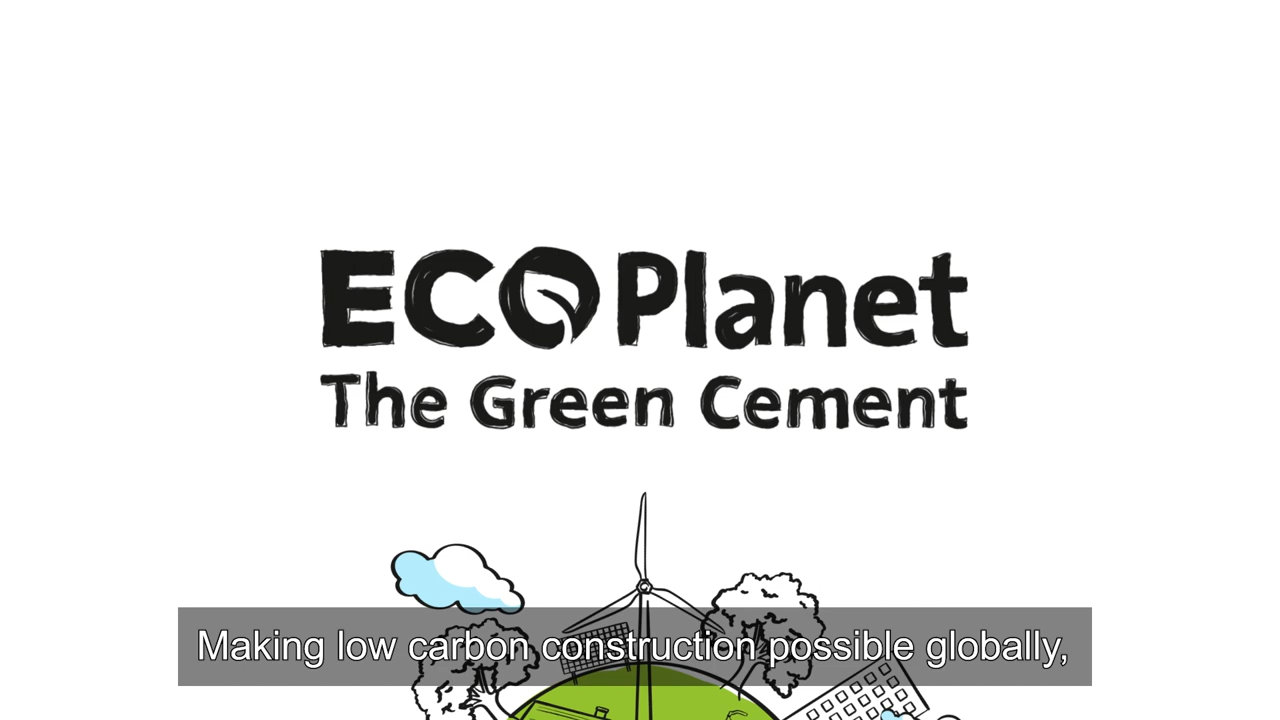 ECOPlanet
The Green Cement
Making low carbon construction possible globally,